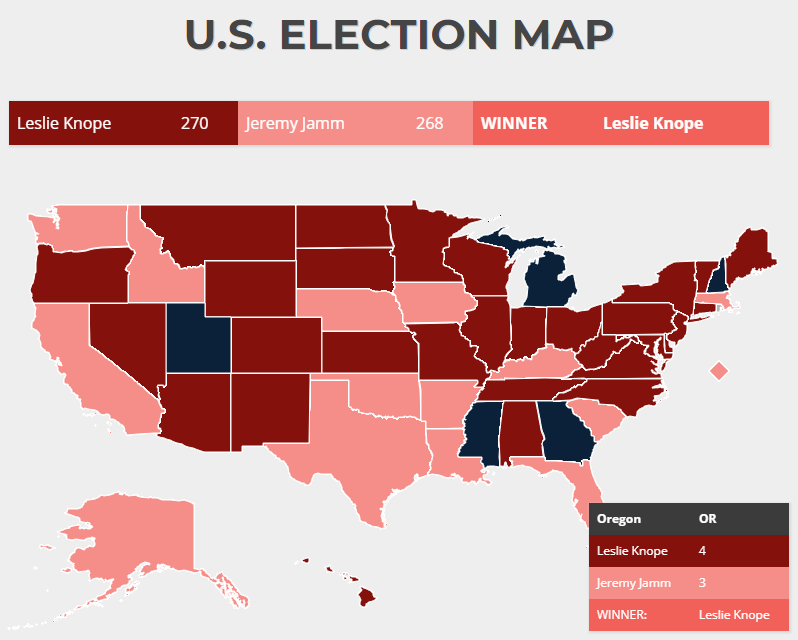 U.S. ELECTION MAP
Leslie Knope 270 Jeremy Jamm 268 WINNER Leslie Knope
Oregon OR
Leslie Knope 4
Jeremy Jamm 3
WINNER: Leslie Knope